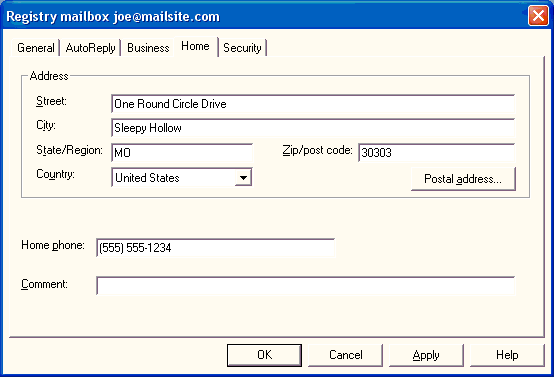 Registry mailbox joe@mailsite.com
General AutoReply Business Home Security
Address
Street: One Round Circle Drive
City: Sleepy Hollow
State/Region: MO Zip/post code: 30303
Country: United States Postal address...
Home phone: (555) 555-1234
Comment:
OK Cancel Apply Help